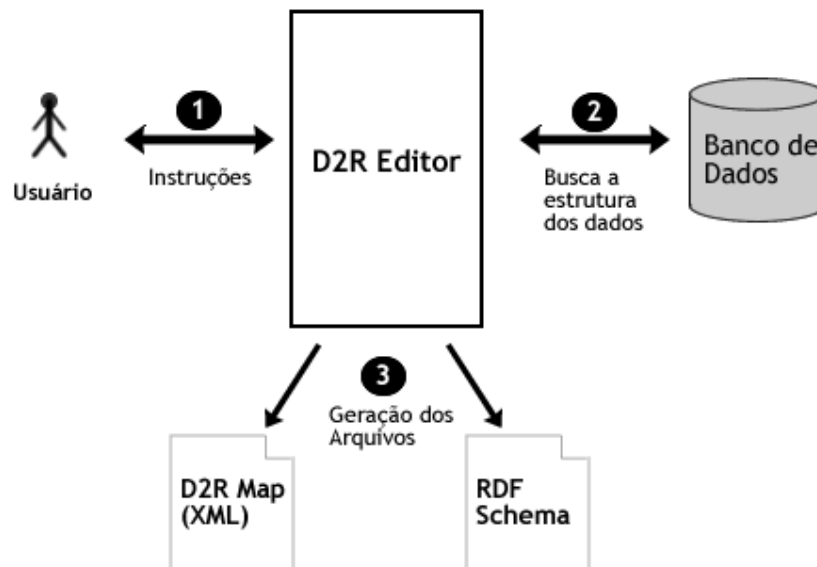 1
2
D2R Editor
Banco de
Dados
Usuário
Instruções
Busca a
estrutura
dos dados
3
Geração dos
Arquivos
D2R Map
(XML)
RDF
Schema